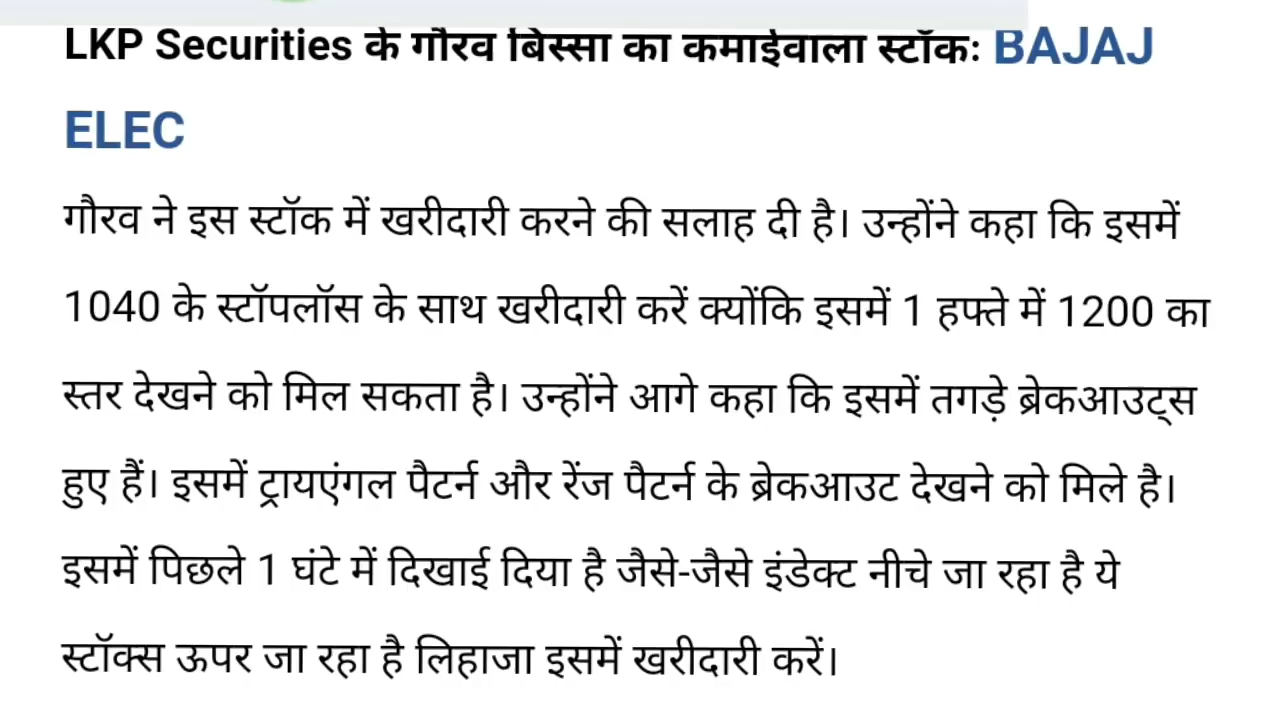 LKP Securities के गौरव बिस्सा का कमाईवाला स्टॉकः BAJAJ
ELEC
गौरव ने इस स्टॉक में खरीदारी करने की सलाह दी है। उन्होंने कहा कि इसमें
1040 के स्टॉपलॉस के साथ खरीदारी करें क्योंकि इसमें 1 हफ्ते में 1200 का
स्तर देखने को मिल सकता है। उन्होंने आगे कहा कि इसमें तगड़े ब्रेकआउट्स
हुए हैं। इसमें ट्रायएंगल पैटर्न और रेंज पैटर्न के ब्रेकआउट देखने को मिले है।
इसमें पिछले 1 घंटे में दिखाई दिया है जैसे-जैसे इंडेक्ट नीचे जा रहा है ये
स्टॉक्स ऊपर जा रहा है लिहाजा इसमें खरीदारी करें।